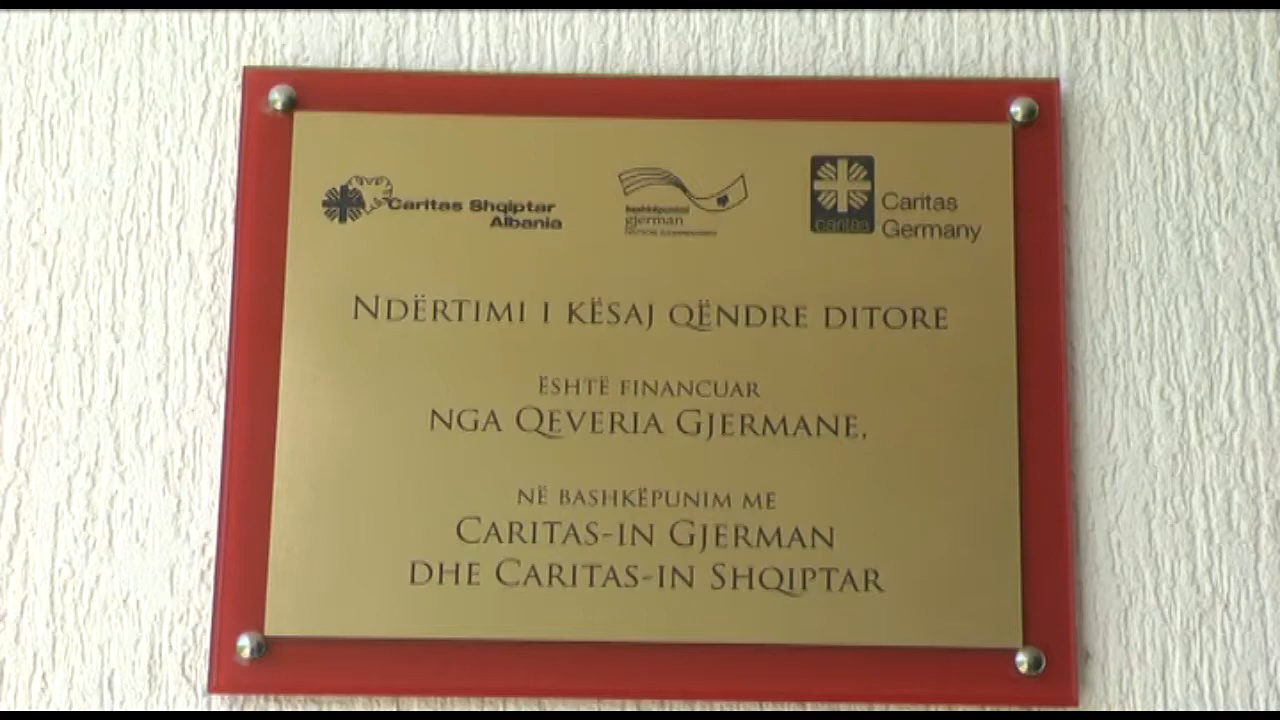 Caritas Shqiptar
Albania
bashkëpunimi
gjerman
caritas
Caritas
Germany
NDËRTIMI I KËSAJ QËNDRE DITORE
ËSHTË FINANCUAR
NGA QEVERIA GJERMANE,
NË BASHKËPUNIM ME
CARITAS-IN GJERMAN
DHE CARITAS-IN SHQIPTAR